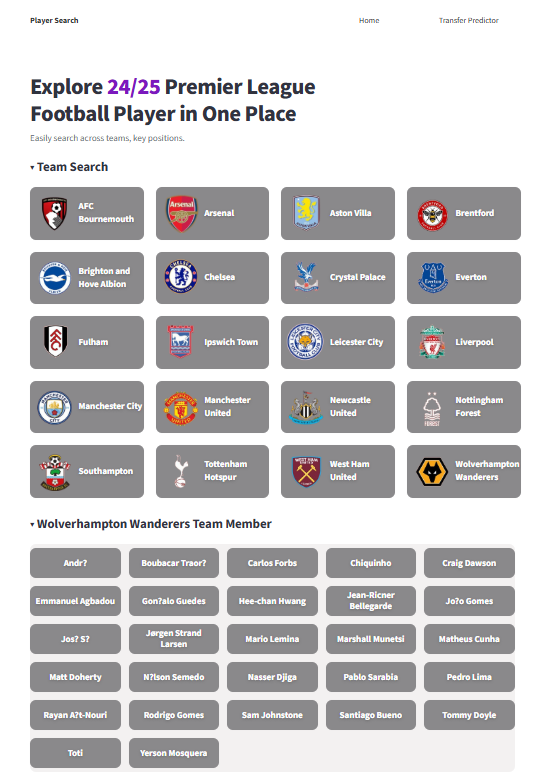 Player Search
Home
Transfer Predictor
Explore 24/25 Premier League
Football Player in One Place
Easily search across teams, key positions.
▾ Team Search
AFC
Bournemouth
Arsenal
Arsenal
Aston Villa
Brentford
Brighton and
Hove Albion
Chelsea
Crystal Palace
Everton
Everton
Fulham
Ipswich Town
Leicester City
Liverpool
Manchester City
Manchester
United
Newcastle
United
Nottingham
Forest
FOREST
Southampton
Tottenham
Hotspur
West Ham
United
Wolverhampton
Wanderers
▾ Wolverhampton Wanderers Team Member
Andr?
Boubacar Traor?
Carlos Forbs
Chiquinho
Craig Dawson
Emmanuel Agbadou
Gon?alo Guedes
Hee-chan Hwang
Jean-Ricner
Bellegarde
Jo?o Gomes
Jos? S?
Jørgen Strand
Larsen
Mario Lemina
Marshall Munetsi
Matheus Cunha
Matt Doherty
N?lson Semedo
Nasser Djiga
Pablo Sarabia
Pedro Lima
Rayan A?t-Nouri
Rodrigo Gomes
Sam Johnstone
Santiago Bueno
Tommy Doyle
Toti
Yerson Mosquera